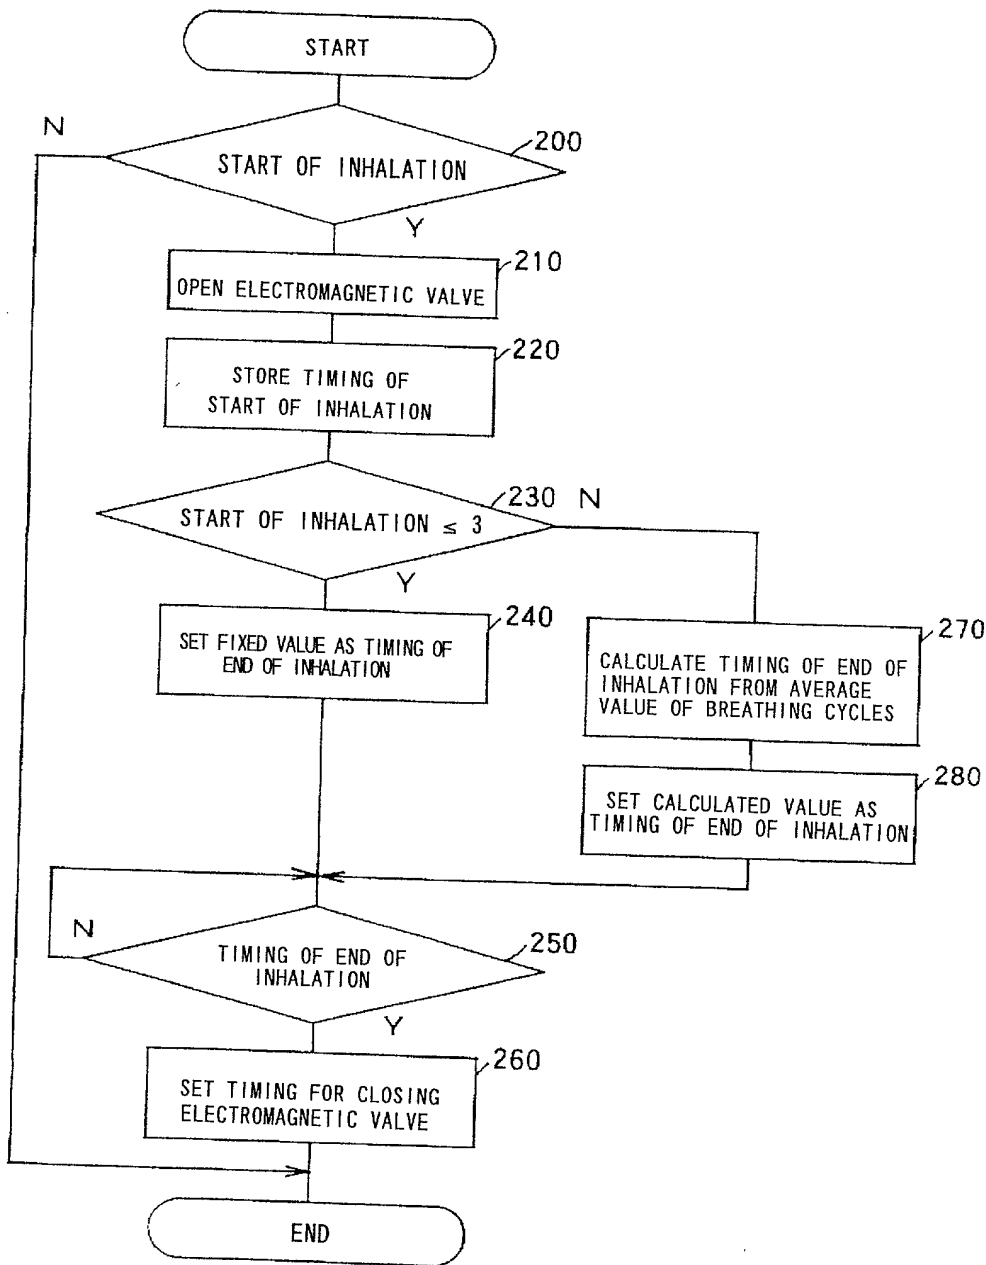 START
N
200
START OF INHALATION
Y
210
OPEN ELECTROMAGNETIC VALVE
220
STORE TIMING OF
START OF INHALATION
230
N
START OF INHALATION ≤ 3
Y
240
SET FIXED VALUE AS TIMING OF
END OF INHALATION
270
CALCULATE TIMING OF END OF
INHALATION FROM AVERAGE
VALUE OF BREATHING CYCLES
280
SET CALCULATED VALUE AS
TIMING OF END OF INHALATION
N
250
TIMING OF END OF
INHALATION
Y
260
SET TIMING FOR CLOSING
ELECTROMAGNETIC VALVE
END